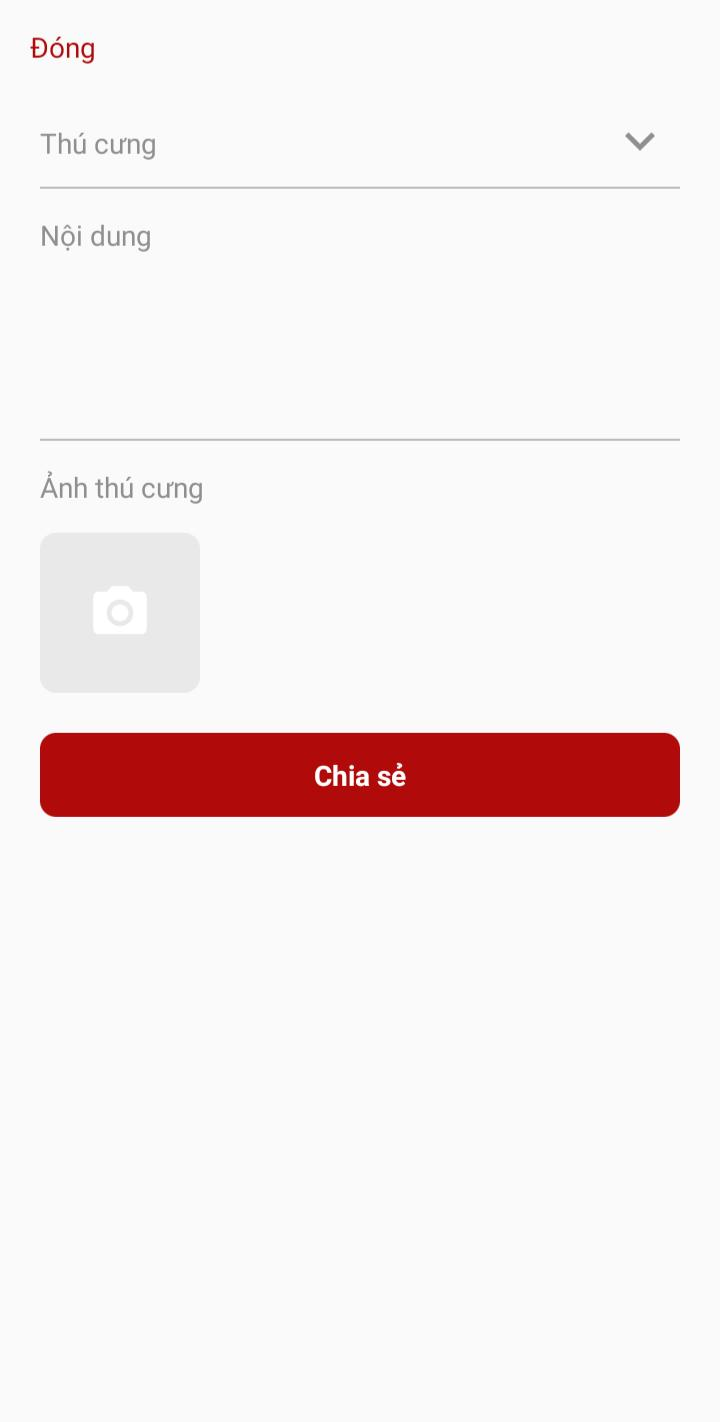 Đóng
Thú cưng
Nội dung
Ảnh thú cưng
Chia sẻ